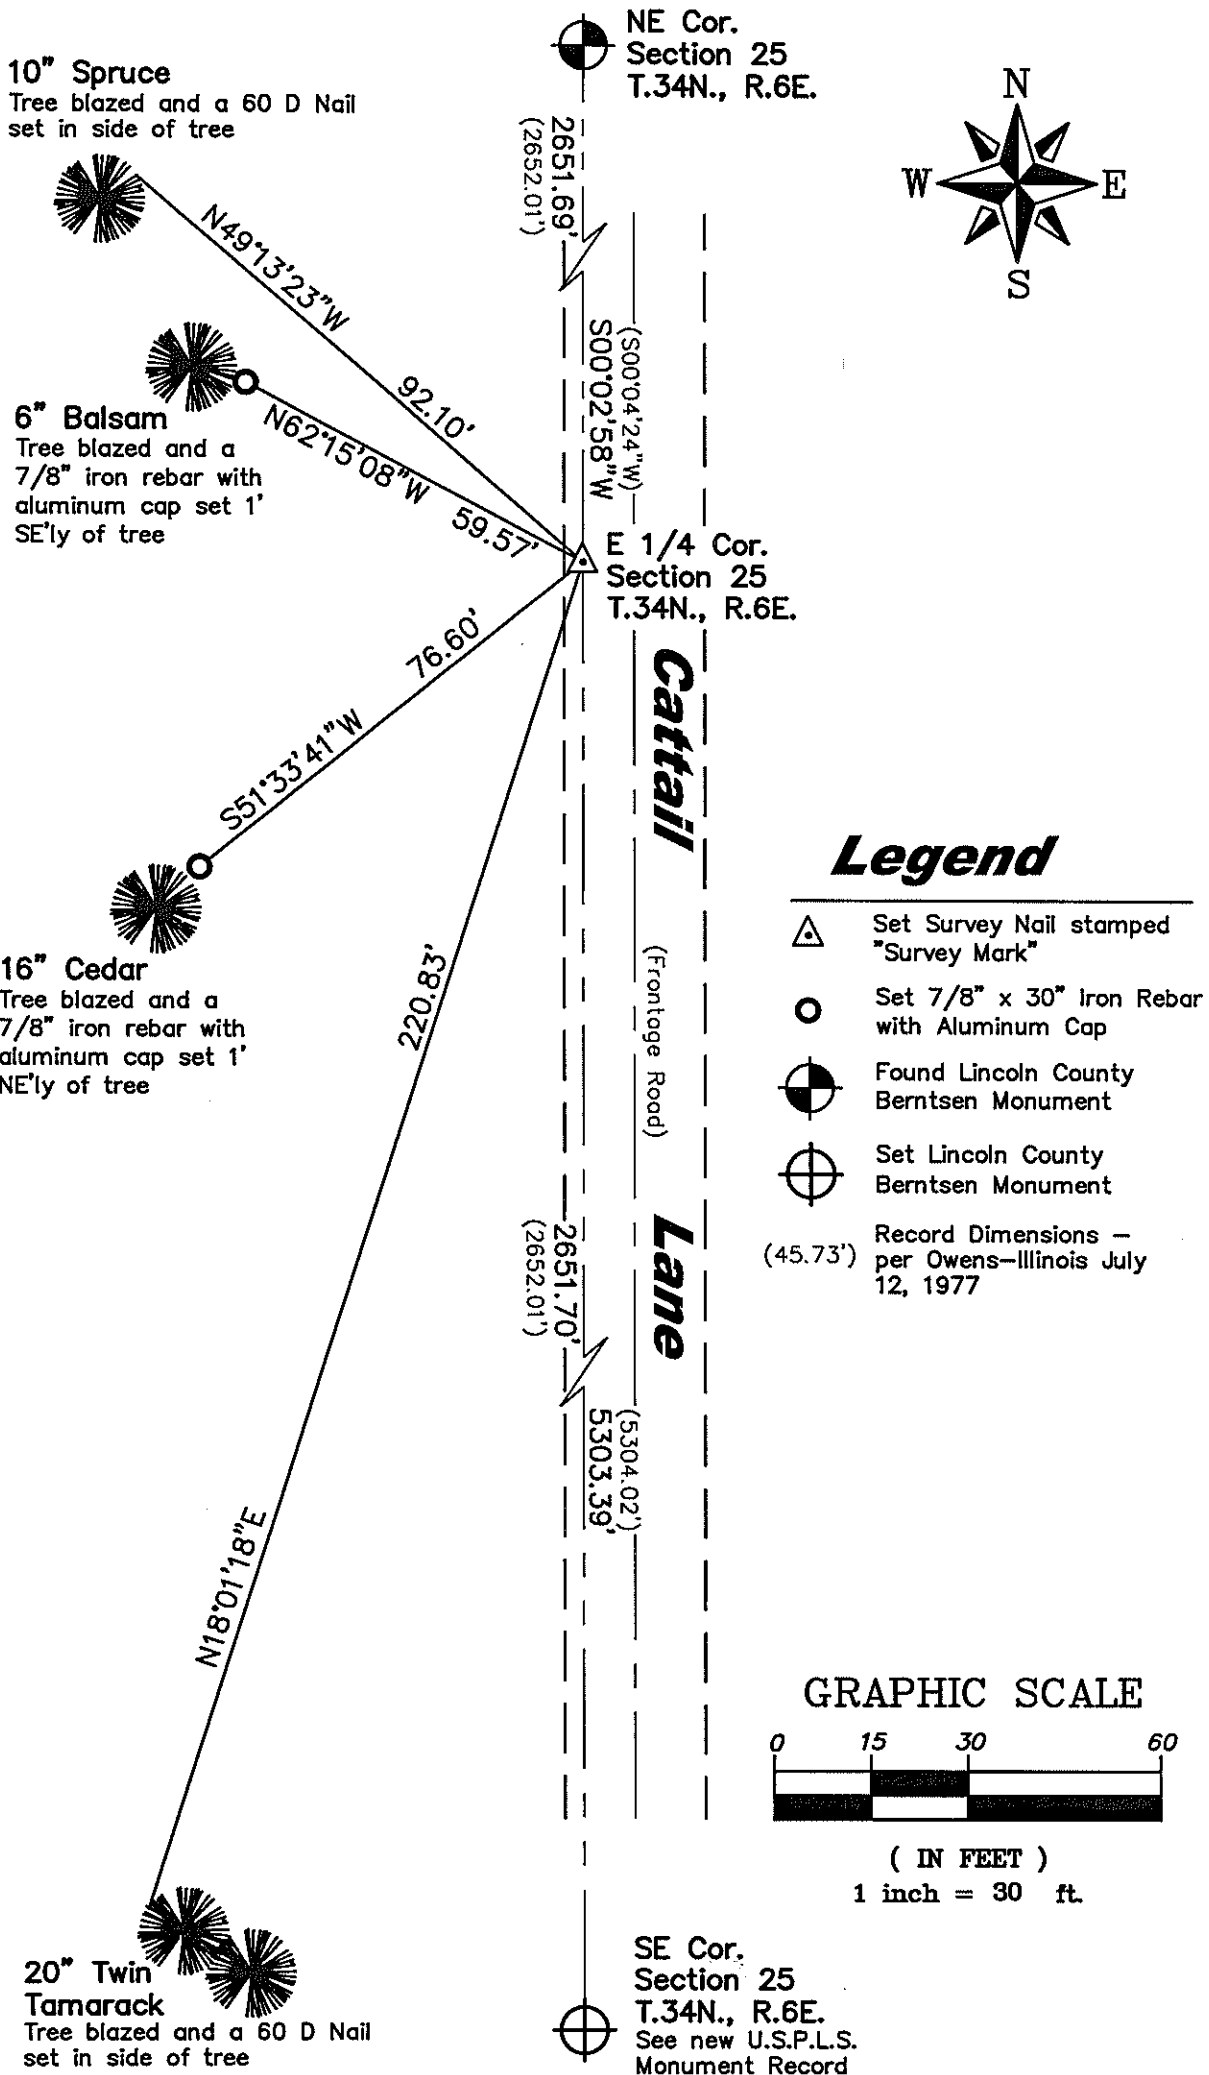 NE Cor.
Section 25
T.34N., R.6E.
10" Spruce
Tree blazed and a 60 D Nail
set in side of tree
N
W
E
S
2651.69'
(2652.01')
N49°13'23"W
92.10'
(S00°04'24"W)
S00°02'58"W
6" Balsam
Tree blazed and a
7/8" iron rebar with
aluminum cap set 1'
SE'ly of tree
N62°15'08"W
59.57'
E 1/4 Cor.
Section 25
T.34N., R.6E.
76.60'
S51°33'41"W
Cattail
Lane
(Frontage Road)
16" Cedar
Tree blazed and a
7/8" iron rebar with
aluminum cap set 1'
NE'ly of tree
220.83'
N18°01'18"E
Legend
Set Survey Nail stamped
"Survey Mark"
Set 7/8" x 30" Iron Rebar
with Aluminum Cap
Found Lincoln County
Berntsen Monument
Set Lincoln County
Berntsen Monument
(45.73')
Record Dimensions –
per Owens–Illinois July
12, 1977
2651.70'
(2652.01')
(5304.02')
5303.39'
GRAPHIC SCALE
0 15 30 60
( IN FEET )
1 inch = 30 ft.
20" Twin
Tamarack
Tree blazed and a 60 D Nail
set in side of tree
SE Cor.
Section 25
T.34N., R.6E.
See new U.S.P.L.S.
Monument Record